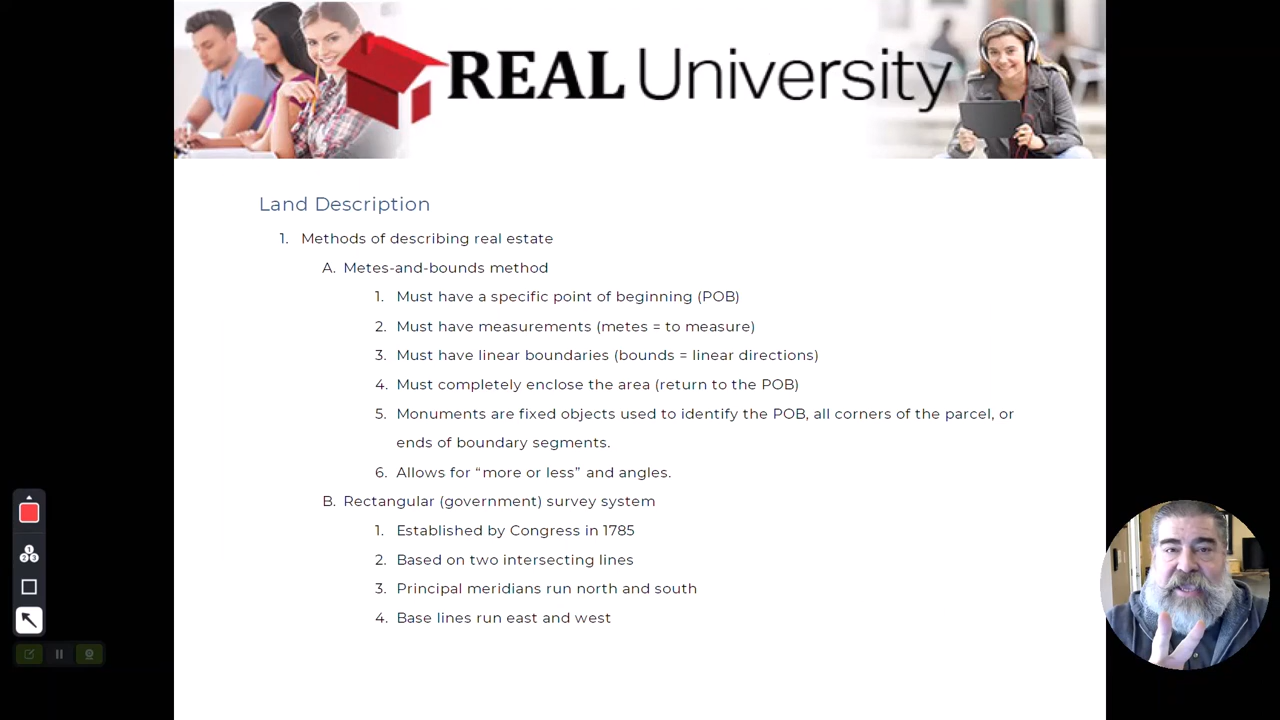 REAL University
Land Description
1. Methods of describing real estate
A. Metes-and-bounds method
1. Must have a specific point of beginning (POB)
2. Must have measurements (metes = to measure)
3. Must have linear boundaries (bounds = linear directions)
4. Must completely enclose the area (return to the POB)
5. Monuments are fixed objects used to identify the POB, all corners of the parcel, or
ends of boundary segments.
6. Allows for “more or less” and angles.
B. Rectangular (government) survey system
1. Established by Congress in 1785
2. Based on two intersecting lines
3. Principal meridians run north and south
4. Base lines run east and west